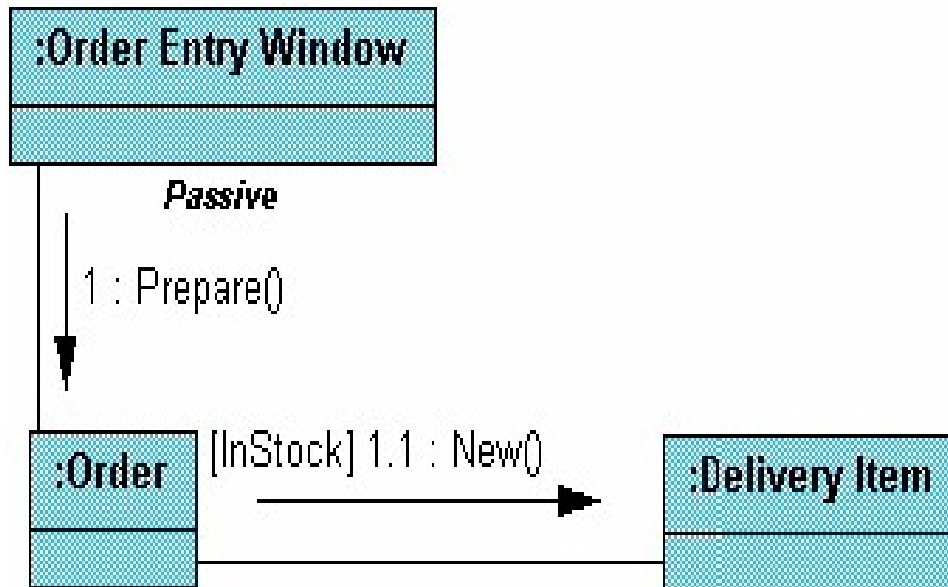 :Order Entry Window
Passive
1 : Prepare()
:Order
[InStock] 1.1 : New()
:Delivery Item